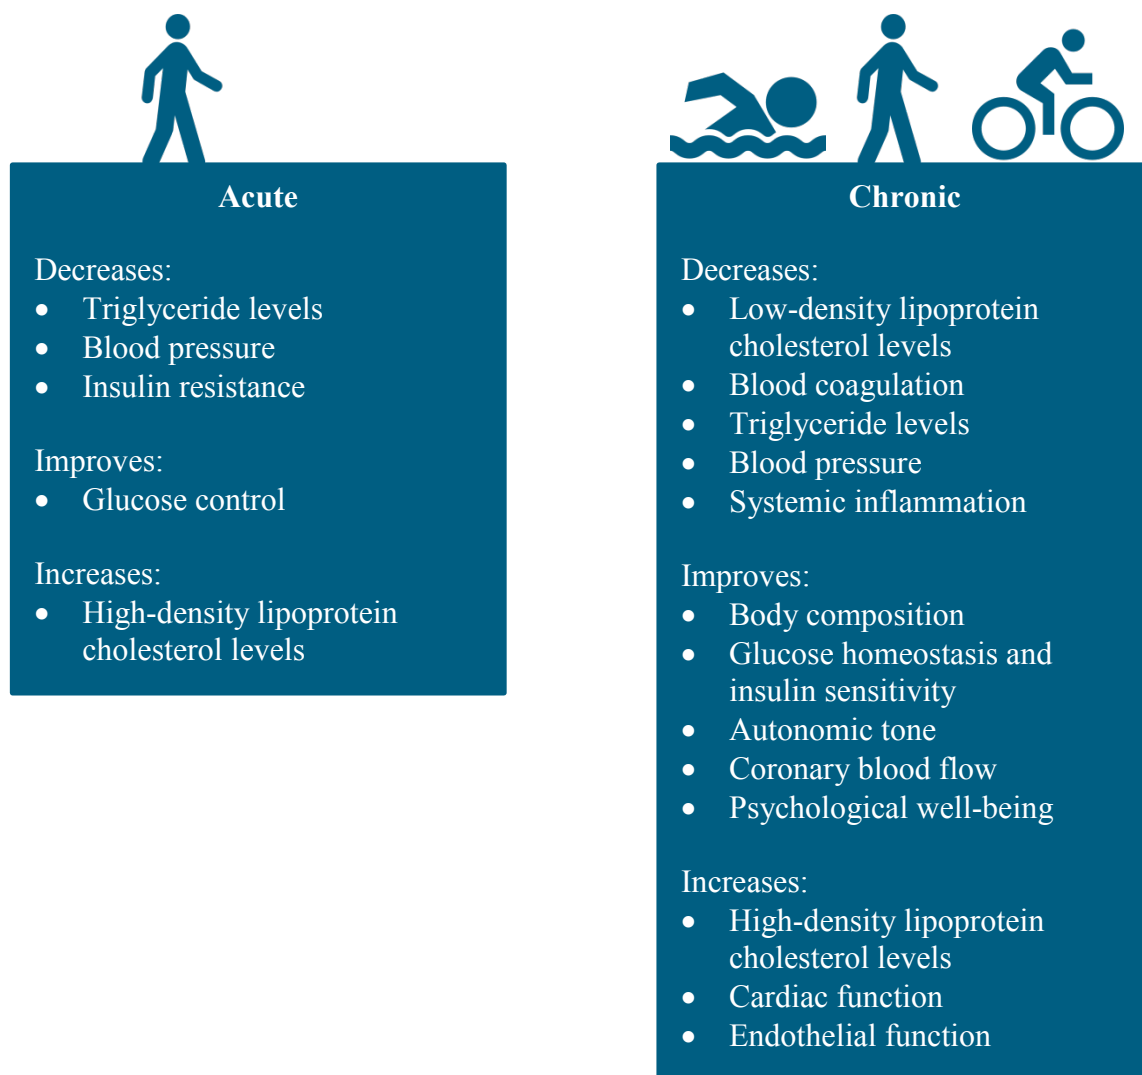 Acute
Decreases:
• Triglyceride levels
• Blood pressure
• Insulin resistance
Improves:
• Glucose control
Increases:
• High-density lipoprotein
cholesterol levels
Chronic
Decreases:
• Low-density lipoprotein
cholesterol levels
• Blood coagulation
• Triglyceride levels
• Blood pressure
• Systemic inflammation
Improves:
• Body composition
• Glucose homeostasis and
insulin sensitivity
• Autonomic tone
• Coronary blood flow
• Psychological well-being
Increases:
• High-density lipoprotein
cholesterol levels
• Cardiac function
• Endothelial function